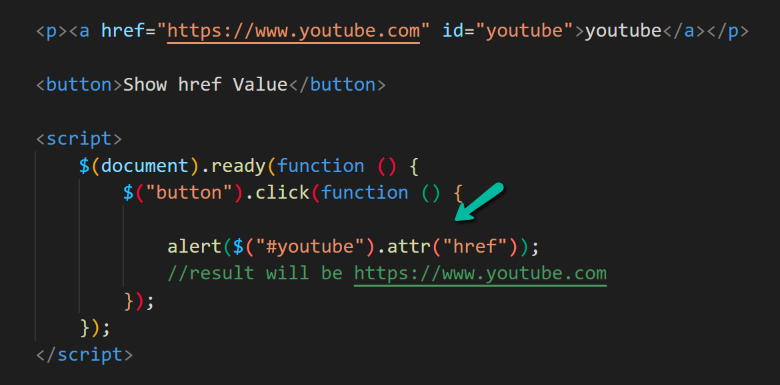 <p><a href="https://www.youtube.com" id="youtube">youtube</a></p>
<button>Show href Value</button>
<script>
$(document).ready(function () {
$("button").click(function () {
alert($("#youtube").attr("href"));
//result will be https://www.youtube.com
});
});
</script>